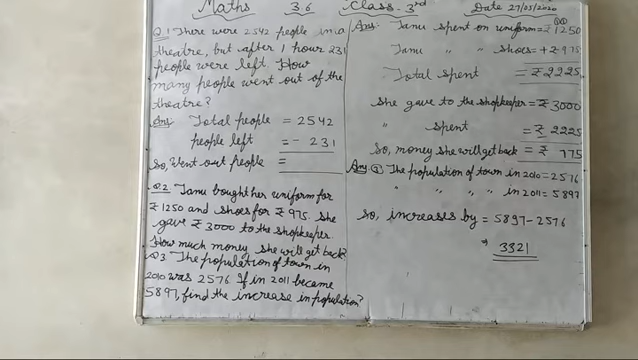 Maths 36 Class - 3rd Date 27/05/2020
Q.1 There were 2542 people in a
theatre, but after 1 hour 231
people were left. How
many people went out of the
theatre?
Ans: Total people = 2542
people left = - 231
So, Went out people =
Q.2 Tanu bought her uniform for
₹1250 and shoes for ₹ 975. She
gave ₹ 3000 to the shopkeeper.
How much money she will get back?
Q.3 The population of town in
2010 was 2576 If in 2011 became
5897, find the increase in population?
Ans: Tanu spent on uniform = ₹1250
Tanu " " shoes = + ₹ 975
Total spent = ₹2225
She gave to the shopkeeper = ₹ 3000
" spent = ₹ 2225
So, money she will get back = ₹ 775
Ans ③ The population of town in 2010 = 2576
" " " " in 2011 = 5897
So, increases by = 5897 - 2576
3321